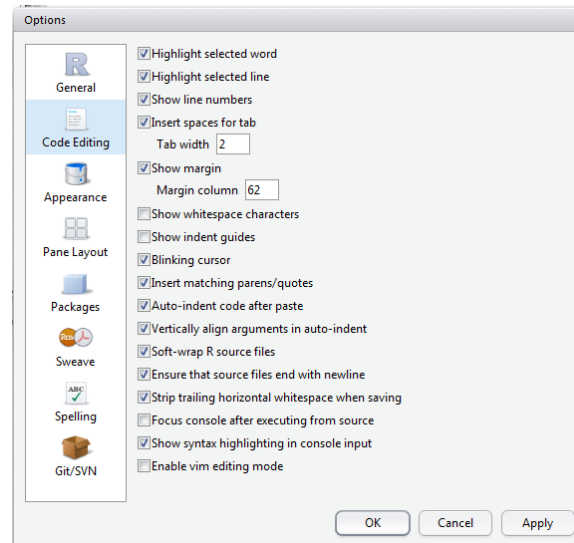 Options
General
Code Editing
Appearance
Pane Layout
Packages
Sweave
ABC
Spelling
Git/SVN
Highlight selected word
Highlight selected line
Show line numbers
Insert spaces for tab
Tab width 2
Show margin
Margin column 62
Show whitespace characters
Show indent guides
Blinking cursor
Insert matching parens/quotes
Auto-indent code after paste
Vertically align arguments in auto-indent
Soft-wrap R source files
Ensure that source files end with newline
Strip trailing horizontal whitespace when saving
Focus console after executing from source
Show syntax highlighting in console input
Enable vim editing mode
OK Cancel Apply